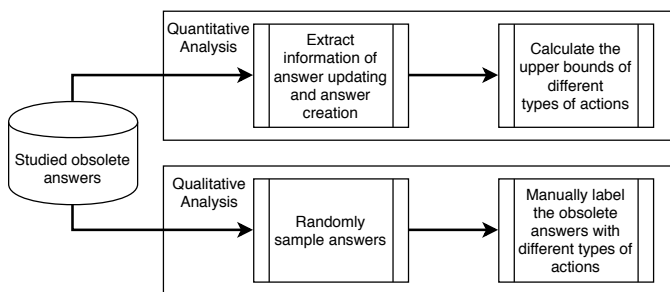 Quantitative
Analysis
Extract
information of
answer updating
and answer
creation
Calculate the
upper bounds of
different
types of actions
Studied obsolete
answers
Qualitative
Analysis
Randomly
sample answers
Manually label
the obsolete
answers with
different types of
actions